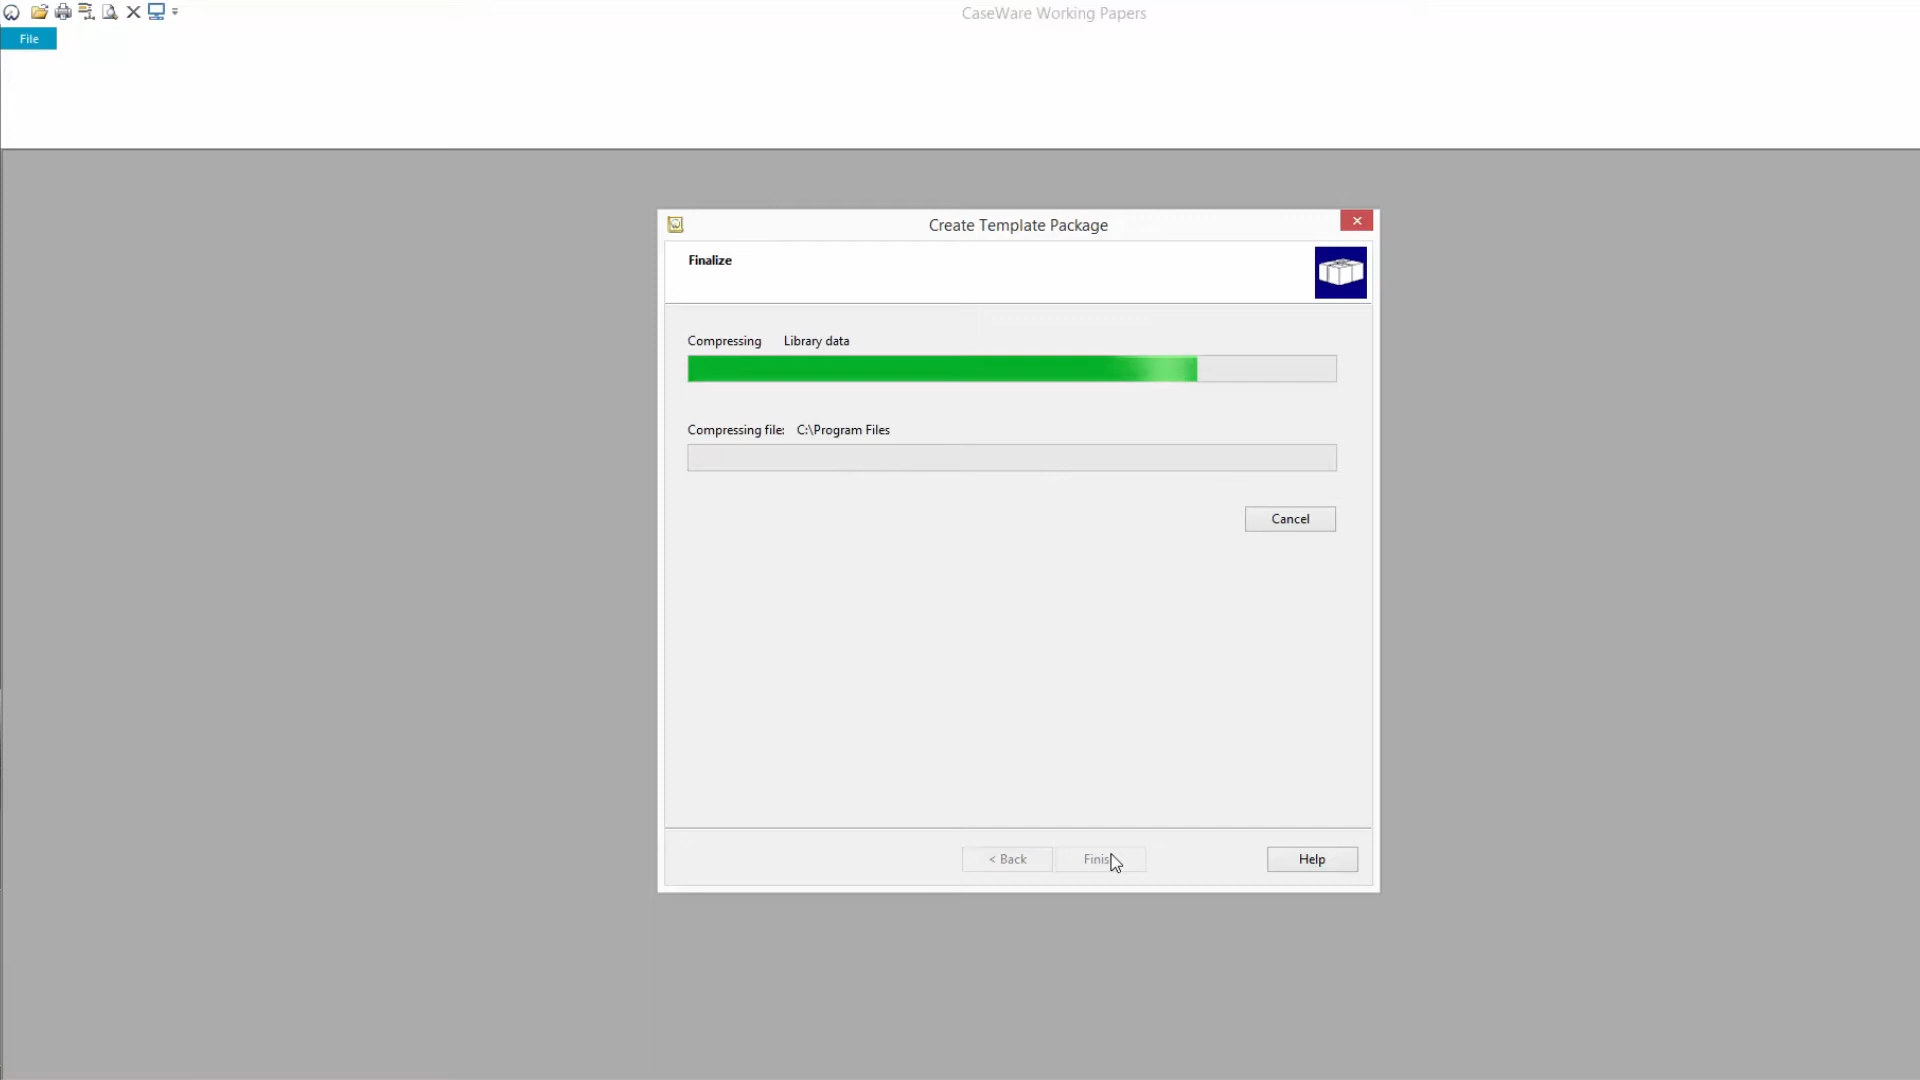 CaseWare Working Papers
File
Create Template Package
Finalize
Compressing Library data
Compressing file: C:\Program Files
Cancel
< Back
Help